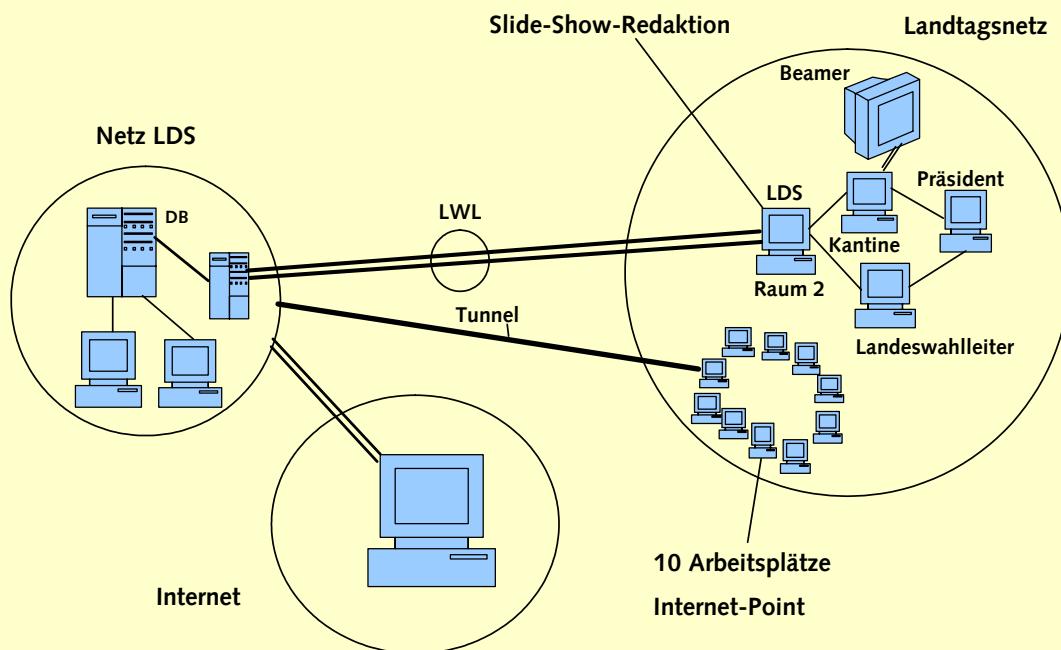 Slide-Show-Redaktion
Landtagsnetz
Beamer
Netz LDS
Präsident
LDS
DB
LWL
Kantine
Raum 2
Tunnel
Landeswahlleiter
10 Arbeitsplätze
Internet
Internet-Point